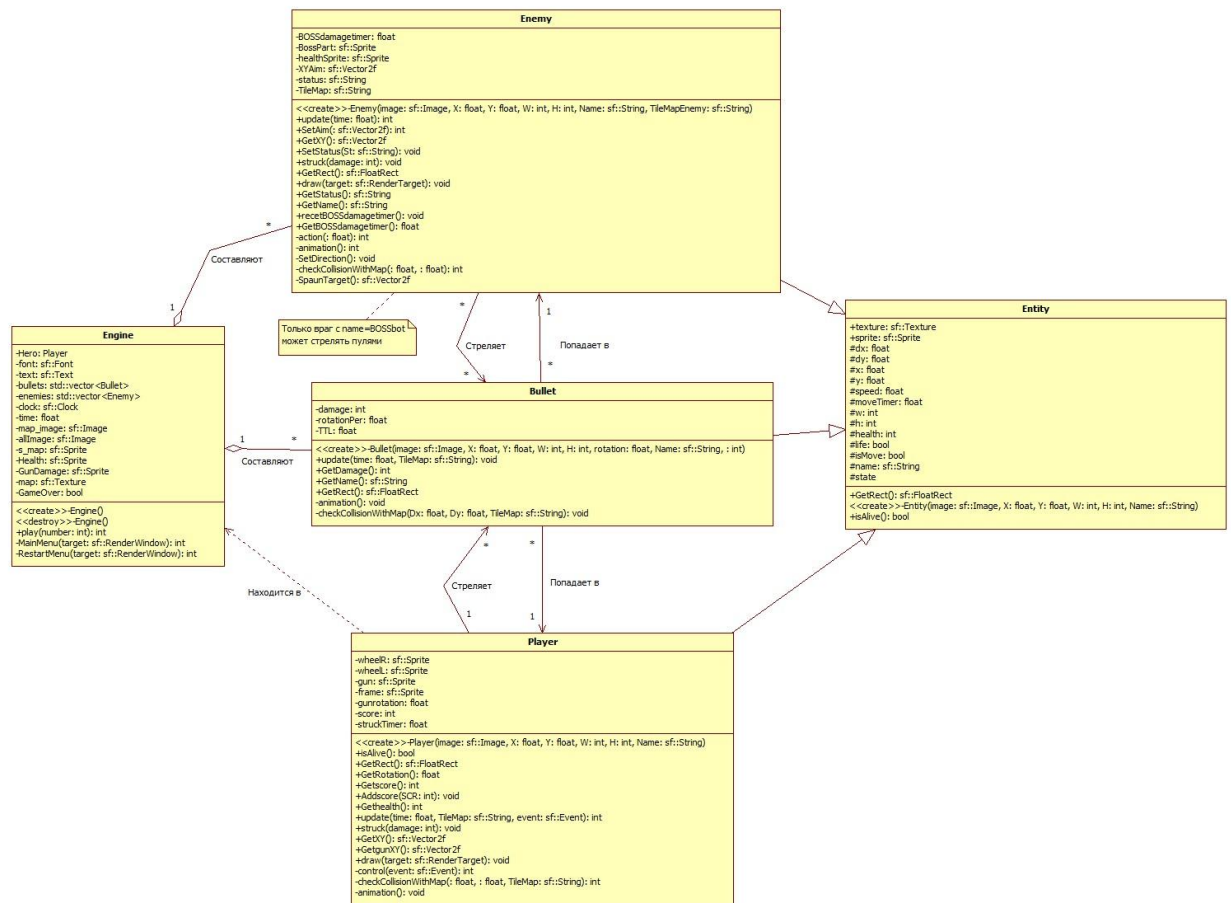 Enemy
-BOSSdamagetimer: float
-BossPart: sf::Sprite
-healthSprite: sf::Sprite
-XYAim: sf::Vector2f
-status: sf::String
-TileMap: sf::String
<<create>>-Enemy(image: sf::Image, X: float, Y: float, W: int, H: int, Name: sf::String, TileMapEnemy: sf::String)
+update(time: float): int
+SetAim(: sf::Vector2f): int
+GetXY(): sf::Vector2f
+SetStatus(St: sf::String): void
+struck(damage: int): void
+GetRect(): sf::FloatRect
+draw(target: sf::RenderTarget): void
+GetStatus(): sf::String
+GetName(): sf::String
+recetBOSSdamagetimer(): void
+GetBOSSdamagetimer(): float
-action(: float): int
-animation(): int
-SetDirection(): void
-checkCollisionWithMap(: float, : float): int
-SpaunTarget(): sf::Vector2f
*
Составляют
1
Только враг с name=BOSSbot
может стрелять пулями
*
Стреляет
*
1
Попадает в
*
Engine
-Hero: Player
-font: sf::Font
-text: sf::Text
-bullets: std::vector<Bullet>
-enemies: std::vector<Enemy>
-clock: sf::Clock
-time: float
-map_image: sf::Image
-allImage: sf::Image
-s_map: sf::Sprite
-Health: sf::Sprite
-GunDamage: sf::Sprite
-map: sf::Texture
-GameOver: bool
<<create>>-Engine()
<<destroy>>-Engine()
+play(number: int): int
-MainMenu(target: sf::RenderWindow): int
-RestartMenu(target: sf::RenderWindow): int
1
*
Составляют
Bullet
-damage: int
-rotationPer: float
-TTL: float
<<create>>-Bullet(image: sf::Image, X: float, Y: float, W: int, H: int, rotation: float, Name: sf::String, : int)
+update(time: float, TileMap: sf::String): void
+GetDamage(): int
+GetName(): sf::String
+GetRect(): sf::FloatRect
-animation(): void
-checkCollisionWithMap(Dx: float, Dy: float, TileMap: sf::String): void
Entity
+texture: sf::Texture
+sprite: sf::Sprite
#dx: float
#dy: float
#x: float
#y: float
#speed: float
#moveTimer: float
#w: int
#h: int
#health: int
#life: bool
#isMove: bool
#name: sf::String
#state
+GetRect(): sf::FloatRect
<<create>>-Entity(image: sf::Image, X: float, Y: float, W: int, H: int, Name: sf::String)
+isAlive(): bool
Находится в
*
Стреляет
1
*
Попадает в
1
Player
-wheelR: sf::Sprite
-wheelL: sf::Sprite
-gun: sf::Sprite
-frame: sf::Sprite
-gunrotation: float
-score: int
-struckTimer: float
<<create>>-Player(image: sf::Image, X: float, Y: float, W: int, H: int, Name: sf::String)
+isAlive(): bool
+GetRect(): sf::FloatRect
+GetRotation(): float
+Getscore(): int
+Addscore(SCR: int): void
+Gethealth(): int
+update(time: float, TileMap: sf::String, event: sf::Event): int
+struck(damage: int): void
+GetXY(): sf::Vector2f
+GetgunXY(): sf::Vector2f
+draw(target: sf::RenderTarget): void
-control(event: sf::Event): int
-checkCollisionWithMap(: float, : float, TileMap: sf::String): int
-animation(): void